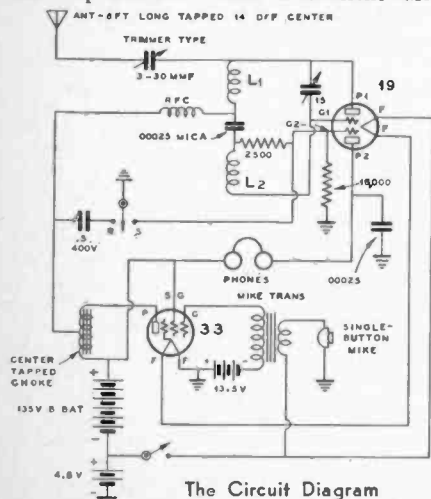 ANT-8FT LONG TAPPED 14 OFF CENTER
TRIMMER TYPE
3-30 MMF
L1
15
19
RFC
P1
F
G1
G2-
F
00025 MICA
2500
P2
L2
15,000
R
S
.5
400V
PHONES
00025
S G
MIKE TRANS
P
G
33
CENTER
TAPPED
CHOKE
F
F
+
-
13.5V
SINGLE-
BUTTON
MIKE
+
135V B BAT
-
+
4.8V
-
The Circuit Diagram